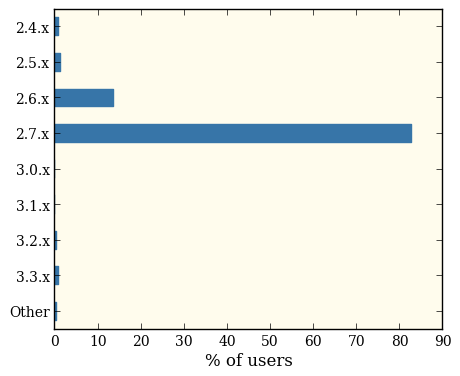 2.4.x
2.5.x
2.6.x
2.7.x
3.0.x
3.1.x
3.2.x
3.3.x
Other
0 10 20 30 40 50 60 70 80 90
% of users